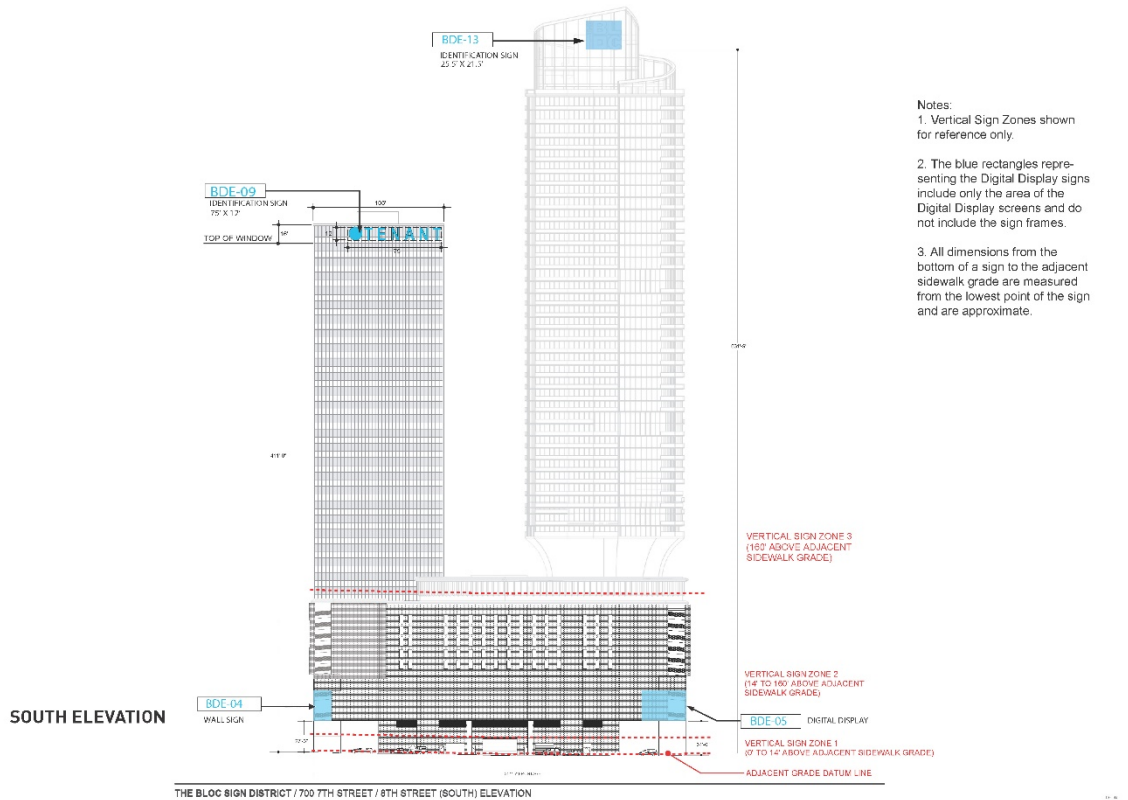 BDE-13
IDENTIFICATION SIGN
25.5' X 21.5'
Notes:
1. Vertical Sign Zones shown
for reference only.
2. The blue rectangles repre-
senting the Digital Display signs
include only the area of the
Digital Display screens and do
not include the sign frames.
3. All dimensions from the
bottom of a sign to the adjacent
sidewalk grade are measured
from the lowest point of the sign
and are approximate.
BDE-09
IDENTIFICATION SIGN
75' X 12'
100'
TOP OF WINDOW
16'
TENANT
VERTICAL SIGN ZONE 3
(160' ABOVE ADJACENT
SIDEWALK GRADE)
VERTICAL SIGN ZONE 2
(14' TO 160' ABOVE ADJACENT
SIDEWALK GRADE)
BDE-04
WALL SIGN
SOUTH ELEVATION
BDE-05
DIGITAL DISPLAY
VERTICAL SIGN ZONE 1
(0' TO 14' ABOVE ADJACENT SIDEWALK GRADE)
ADJACENT GRADE DATUM LINE
THE BLOC SIGN DISTRICT / 700 7TH STREET / 8TH STREET (SOUTH) ELEVATION